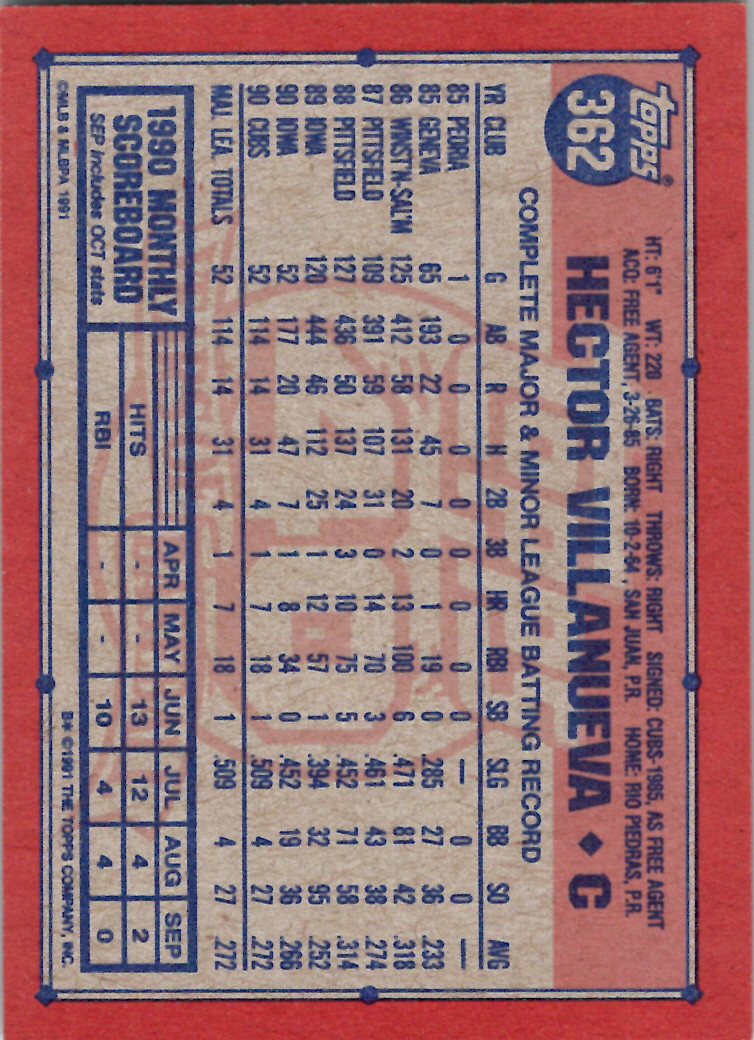 TOPPS®
362
HT: 6'1" WT: 220 BATS: RIGHT THROWS: RIGHT SIGNED: CUBS-1985, AS FREE AGENT
ACQ: FREE AGENT, 3-26-85 BORN: 10-2-64, SAN JUAN, P.R. HOME: RIO PIEDRAS, P.R.
HECTOR VILLANUEVA ♦ C
COMPLETE MAJOR & MINOR LEAGUE BATTING RECORD
YR CLUB G AB R H 2B 3B HR RBI SB SLG BB SO AVG
85 PEORIA 1 0 0 0 0 0 0 0 0 — 0 0 —
85 GENEVA 65 193 22 45 7 0 1 19 0 .285 27 36 .233
86 WINST'N-SAL'M 125 412 58 131 20 2 13 100 6 .471 81 42 .318
87 PITTSFIELD 109 391 59 107 31 0 14 70 3 .461 43 38 .274
88 PITTSFIELD 127 436 50 137 24 3 10 75 5 .452 71 58 .314
89 IOWA 120 444 46 112 25 1 12 57 1 .394 32 95 .252
90 IOWA 52 177 20 47 7 1 8 34 0 .452 19 36 .266
90 CUBS 52 114 14 31 4 1 7 18 1 .509 4 27 .272
MAJ. LEA. TOTALS 52 114 14 31 4 1 7 18 1 .509 4 27 .272
1990 MONTHLY
SCOREBOARD
SEP Includes OCT stats
APR MAY JUN JUL AUG SEP
HITS - - 13 12 4 2
RBI - - 10 4 4 0
©MLB & MLBPA 1991
B* ©1991 THE TOPPS COMPANY, INC.